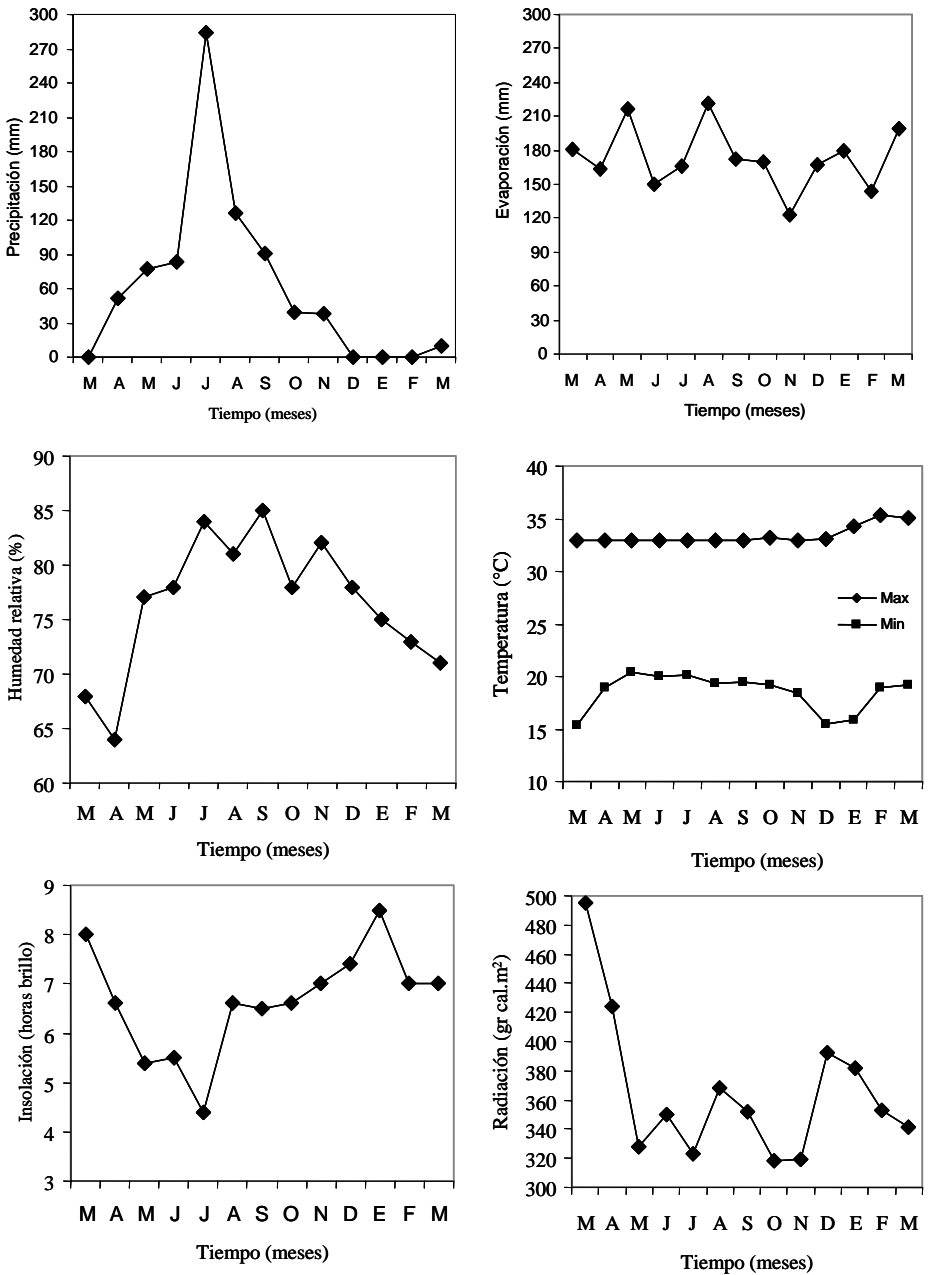 300
270
240
210
180
150
120
90
60
30
0
Precipitación (mm)
M A M J J A S O N D E F M
Tiempo (meses)
300
270
240
210
180
150
120
90
60
30
0
Evaporación (mm)
M A M J J A S O N D E F M
Tiempo (meses)
90
85
80
75
70
65
60
Humedad relativa (%)
M A M J J A S O N D E F M
Tiempo (meses)
40
35
30
25
20
15
10
Temperatura (°C)
Max
Min
M A M J J A S O N D E F M
Tiempo (meses)
9
8
7
6
5
4
3
Insolación (horas brillo)
M A M J J A S O N D E F M
Tiempo (meses)
500
480
460
440
420
400
380
360
340
320
300
Radiación (gr cal.m²)
M A M J J A S O N D E F M
Tiempo (meses)